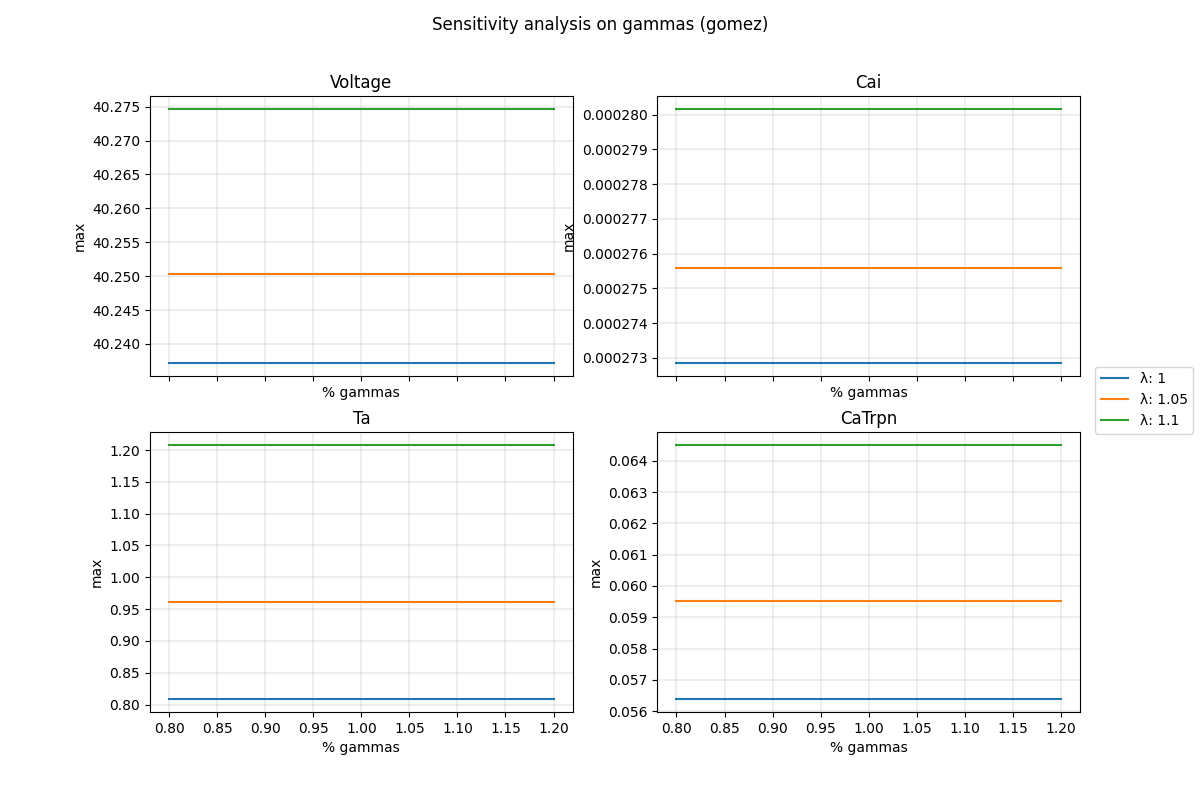 Sensitivity analysis on gammas (gomez)
Voltage
max
40.275
40.270
40.265
40.260
40.255
40.250
40.245
40.240
% gammas
Cai
max
0.000280
0.000279
0.000278
0.000277
0.000276
0.000275
0.000274
0.000273
% gammas
λ: 1
λ: 1.05
λ: 1.1
Ta
max
1.20
1.15
1.10
1.05
1.00
0.95
0.90
0.85
0.80
0.80 0.85 0.90 0.95 1.00 1.05 1.10 1.15 1.20
% gammas
CaTrpn
max
0.064
0.063
0.062
0.061
0.060
0.059
0.058
0.057
0.056
0.80 0.85 0.90 0.95 1.00 1.05 1.10 1.15 1.20
% gammas